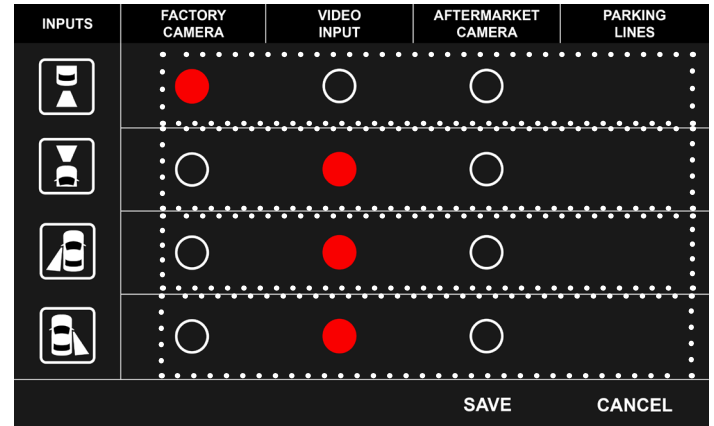 INPUTS
FACTORY
CAMERA
VIDEO
INPUT
AFTERMARKET
CAMERA
PARKING
LINES
SAVE
CANCEL